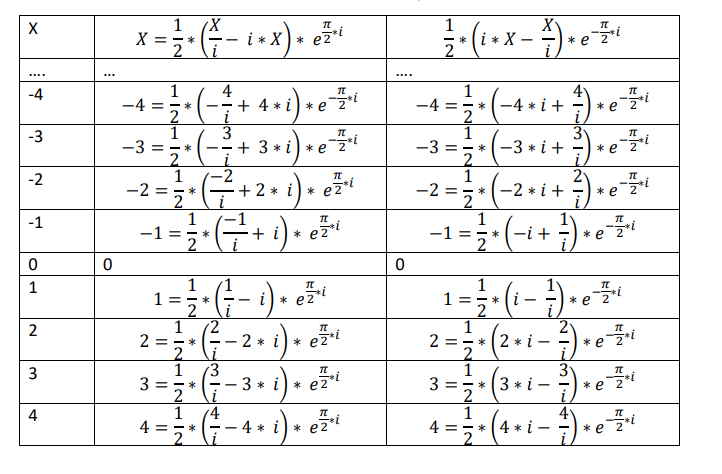 X X = 1/2 * (X/i − i * X) * e^(π/2 * i) 1/2 * (i * X − X/i) * e^(−π/2 * i)
.... ... ....
-4 −4 = 1/2 * (−4/i + 4 * i) * e^(−π/2 * i) −4 = 1/2 * (−4 * i + 4/i) * e^(−π/2 * i)
-3 −3 = 1/2 * (−3/i + 3 * i) * e^(−π/2 * i) −3 = 1/2 * (−3 * i + 3/i) * e^(−π/2 * i)
-2 −2 = 1/2 * (−2/i + 2 * i) * e^(π/2 * i) −2 = 1/2 * (−2 * i + 2/i) * e^(−π/2 * i)
-1 −1 = 1/2 * (−1/i + i) * e^(π/2 * i) −1 = 1/2 * (−i + 1/i) * e^(−π/2 * i)
0 0 0
1 1 = 1/2 * (1/i − i) * e^(π/2 * i) 1 = 1/2 * (i − 1/i) * e^(−π/2 * i)
2 2 = 1/2 * (2/i − 2 * i) * e^(π/2 * i) 2 = 1/2 * (2 * i − 2/i) * e^(−π/2 * i)
3 3 = 1/2 * (3/i − 3 * i) * e^(π/2 * i) 3 = 1/2 * (3 * i − 3/i) * e^(−π/2 * i)
4 4 = 1/2 * (4/i − 4 * i) * e^(π/2 * i) 4 = 1/2 * (4 * i − 4/i) * e^(−π/2 * i)